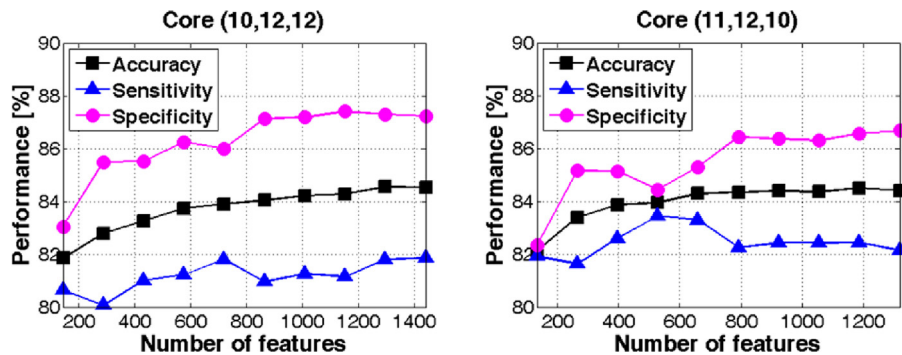 Core (10,12,12)
90
88
86
84
82
80
Performance [%]
Accuracy
Sensitivity
Specificity
200 400 600 800 1000 1200 1400
Number of features
Core (11,12,10)
90
88
86
84
82
80
Performance [%]
Accuracy
Sensitivity
Specificity
200 400 600 800 1000 1200
Number of features